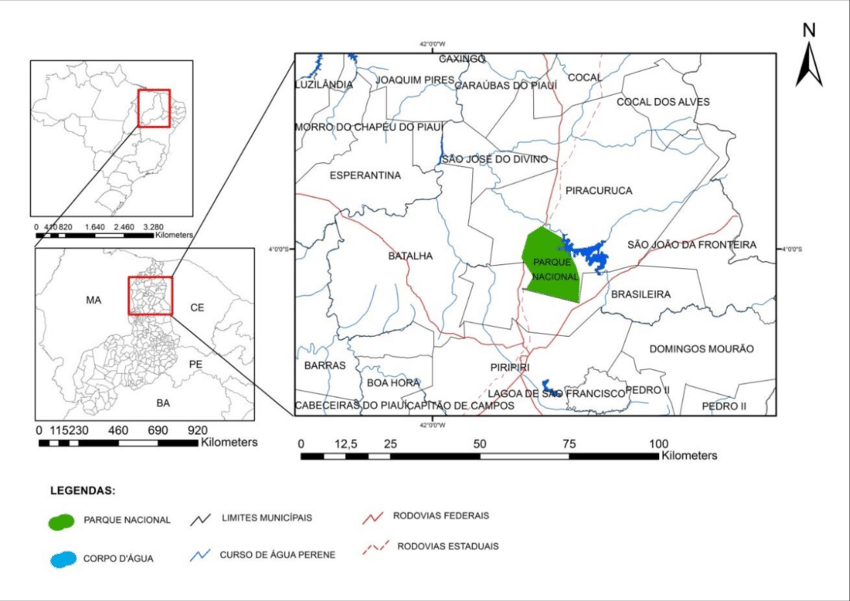 N
42°0'0"W
CAXINGÓ
LUZILÂNDIA
JOAQUIM PIRES
CARAÚBAS DO PIAUÍ
COCAL
COCAL DOS ALVES
MORRO DO CHAPÉU DO PIAUÍ
SÃO JOSÉ DO DIVINO
ESPERANTINA
PIRACURUCA
4°0'0"S
BATALHA
SÃO JOÃO DA FRONTEIRA
4°0'0"S
PARQUE
NACIONAL
BRASILEIRA
DOMINGOS MOURÃO
BARRAS
PIRIPIRI
BOA HORA
LAGOA DE SÃO FRANCISCO
PEDRO II
CABECEIRAS DO PIAUÍ
CAPITÃO DE CAMPOS
PEDRO II
42°0'0"W
0 410 820 1.640 2.460 3.280
Kilometers
MA
CE
PE
BA
0 115230 460 690 920
Kilometers
0 12,5 25 50 75 100
Kilometers
LEGENDAS:
PARQUE NACIONAL
LIMITES MUNICÍPAIS
RODOVIAS FEDERAIS
CORPO D'ÁGUA
CURSO DE ÁGUA PERENE
RODOVIAS ESTADUAIS